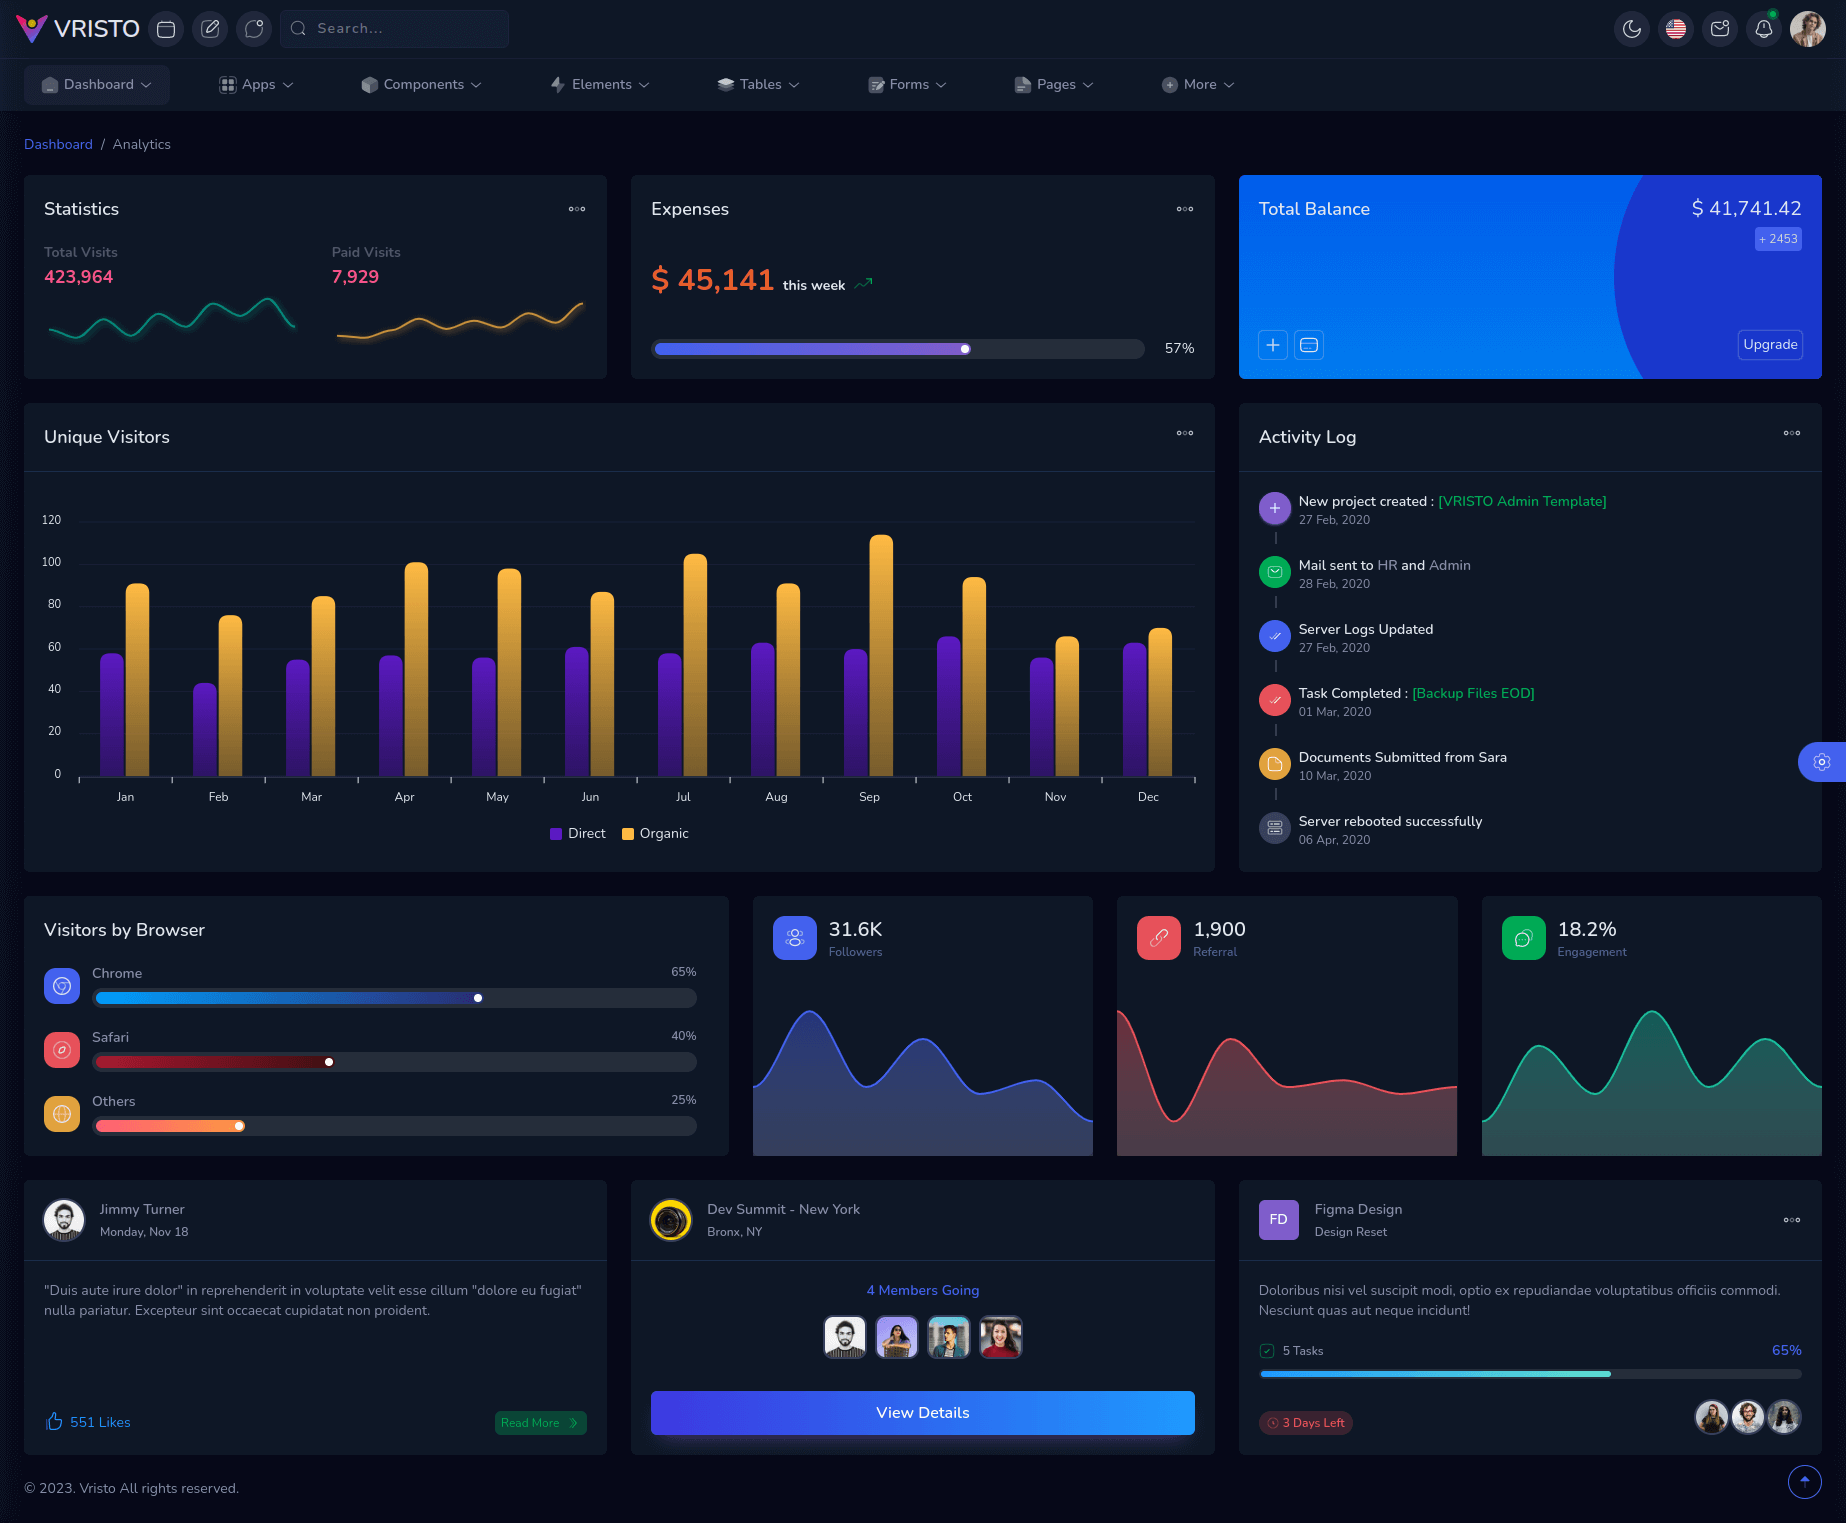 VRISTO
Search...
Dashboard
Apps
Components
Elements
Tables
Forms
Pages
More
Dashboard / Analytics
Statistics
Total Visits
423,964
Paid Visits
7,929
Expenses
$ 45,141 this week
57%
Total Balance
$ 41,741.42
+ 2453
Upgrade
Unique Visitors
120
100
80
60
40
20
0
Jan Feb Mar Apr May Jun Jul Aug Sep Oct Nov Dec
Direct Organic
Activity Log
New project created : [VRISTO Admin Template]
27 Feb, 2020
Mail sent to HR and Admin
28 Feb, 2020
Server Logs Updated
27 Feb, 2020
Task Completed : [Backup Files EOD]
01 Mar, 2020
Documents Submitted from Sara
10 Mar, 2020
Server rebooted successfully
06 Apr, 2020
Visitors by Browser
Chrome 65%
Safari 40%
Others 25%
31.6K
Followers
1,900
Referral
18.2%
Engagement
Jimmy Turner
Monday, Nov 18
"Duis aute irure dolor" in reprehenderit in voluptate velit esse cillum "dolore eu fugiat"
nulla pariatur. Excepteur sint occaecat cupidatat non proident.
551 Likes
Read More
Dev Summit - New York
Bronx, NY
4 Members Going
View Details
FD
Figma Design
Design Reset
Doloribus nisi vel suscipit modi, optio ex repudiandae voluptatibus officiis commodi.
Nesciunt quas aut neque incidunt!
5 Tasks
65%
3 Days Left
© 2023. Vristo All rights reserved.